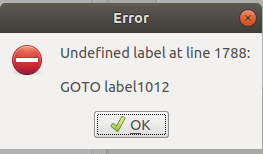 Error
Undefined label at line 1788:
GOTO label1012
OK